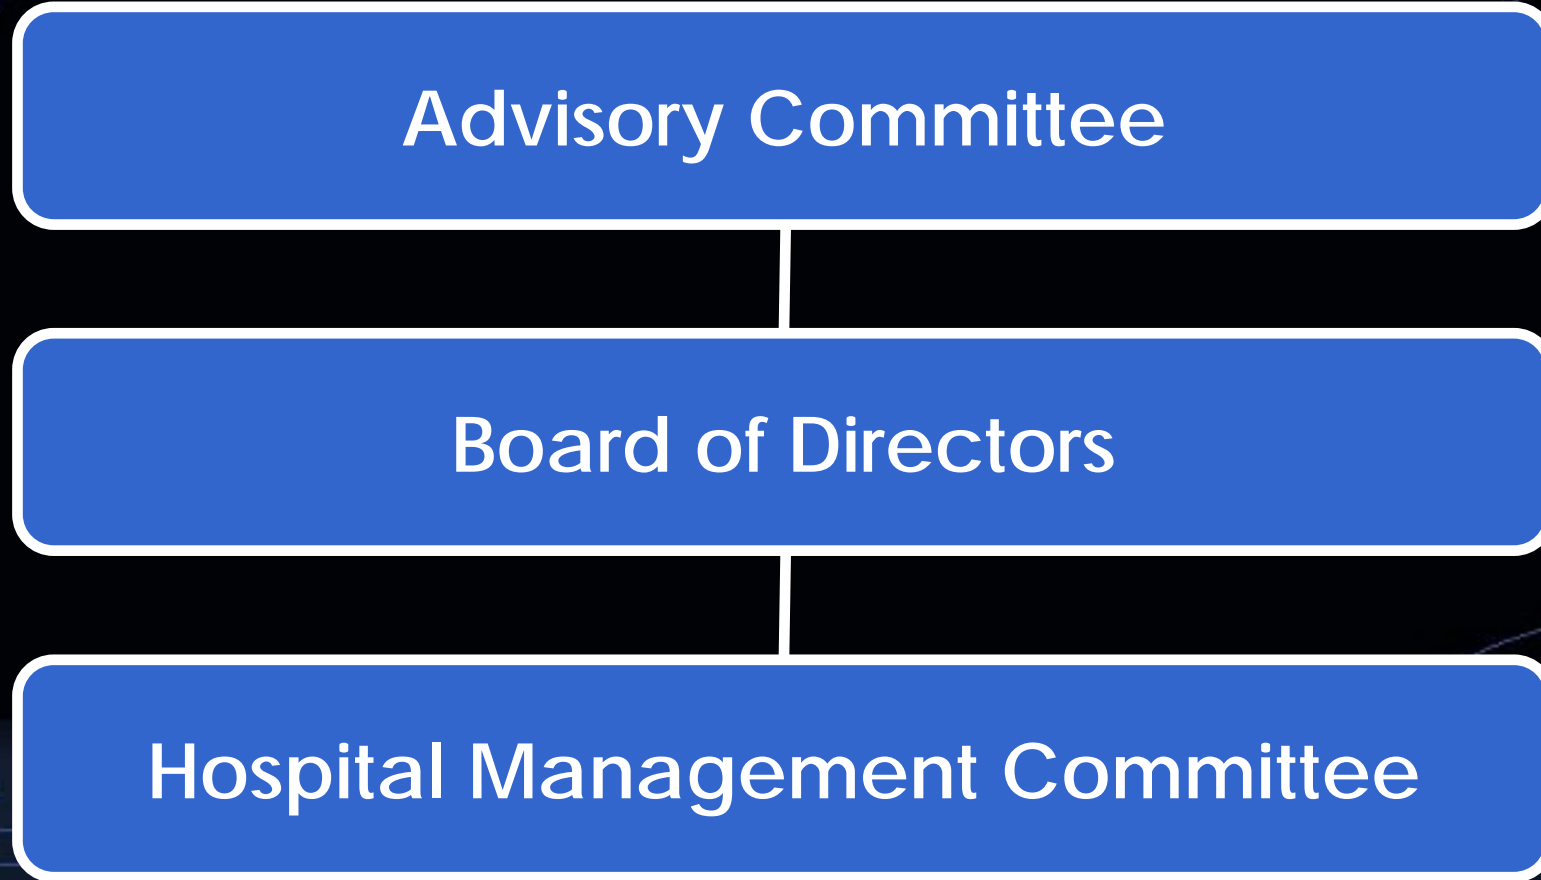 Advisory Committee
Board of Directors
Hospital Management Committee